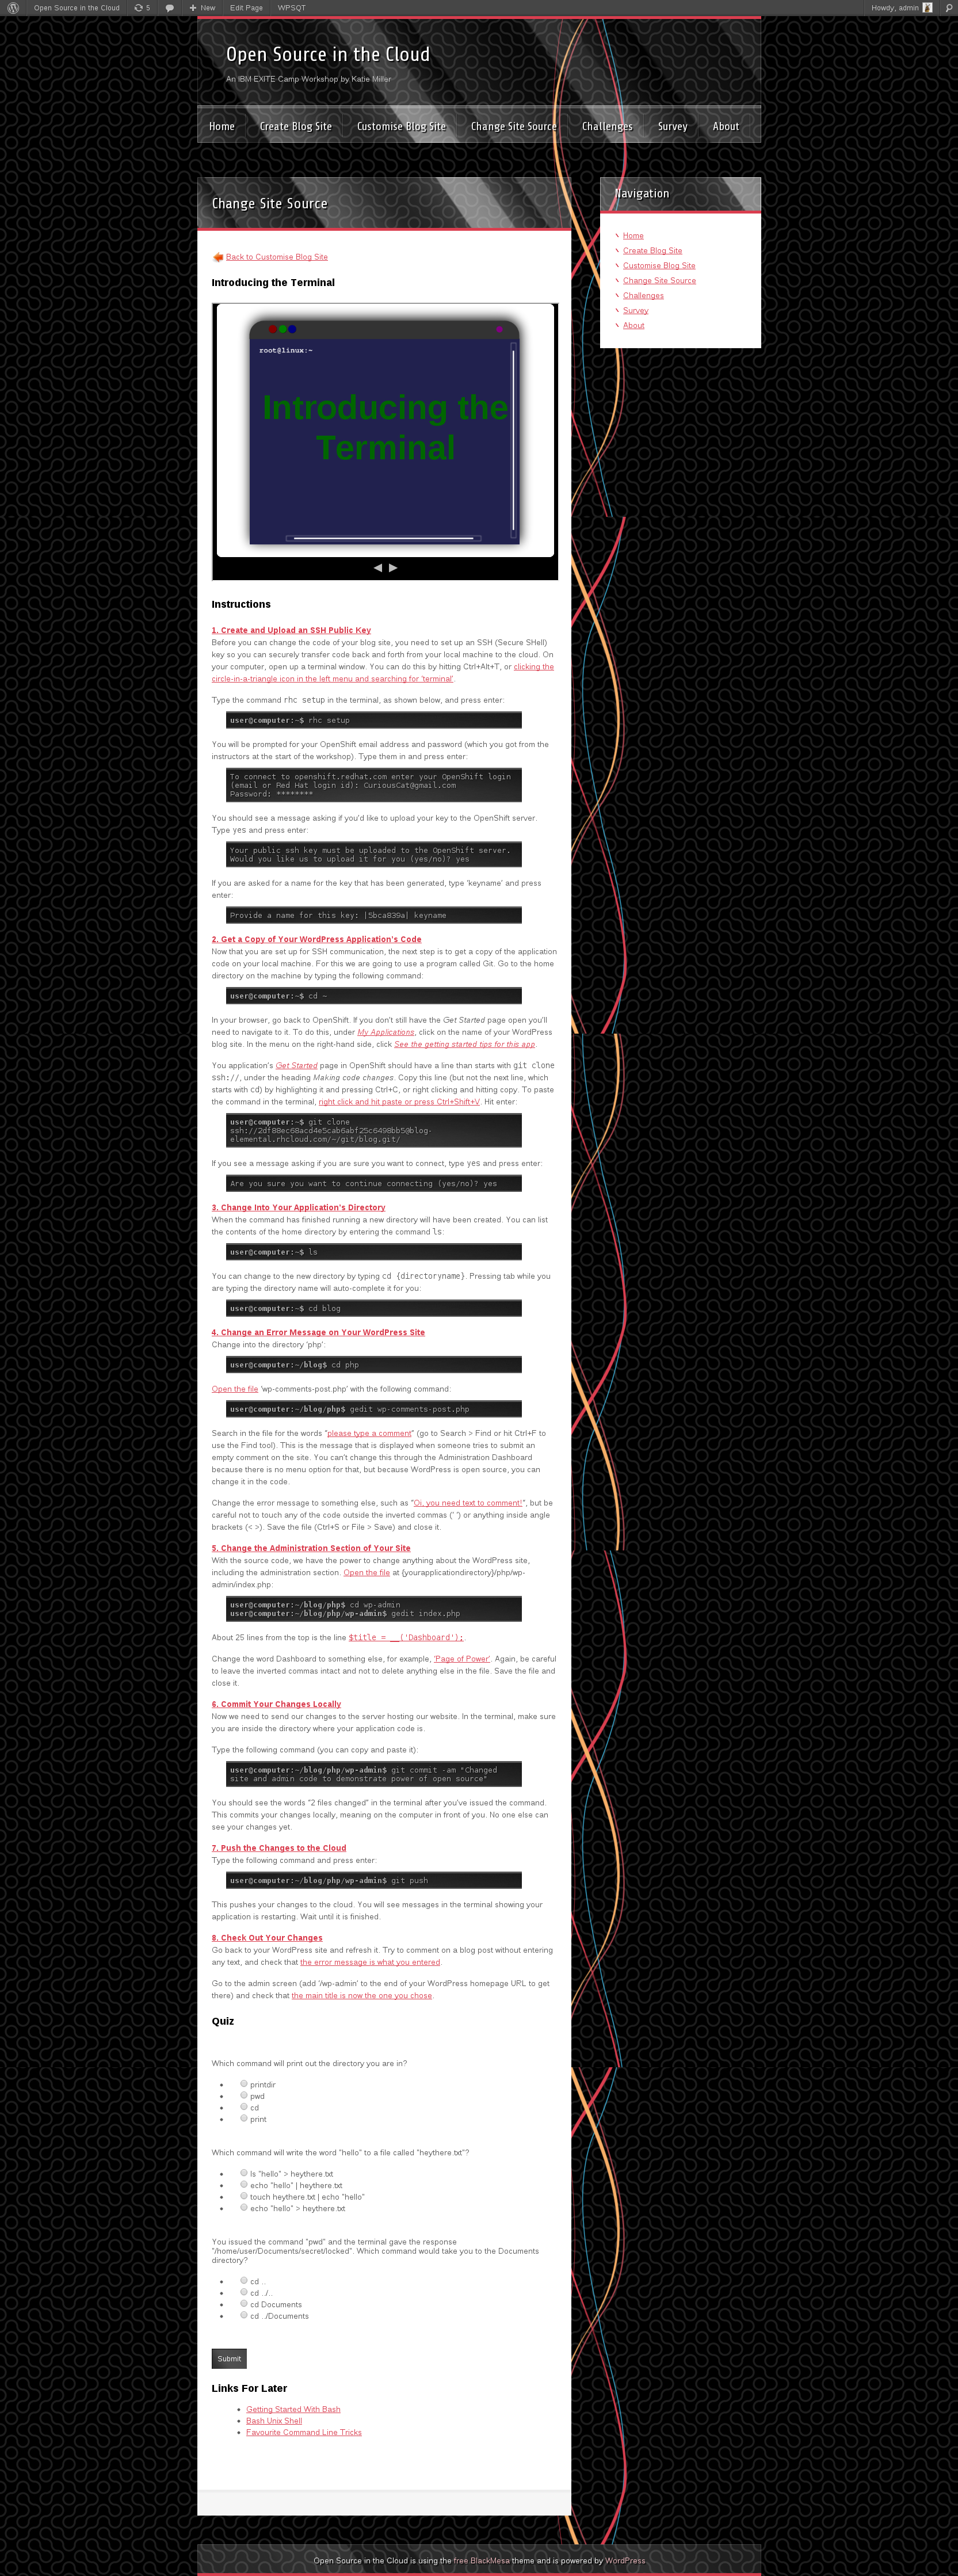 Open Source in the Cloud 5 New Edit Page WPSQT Howdy, admin
Open Source in the Cloud
An IBM EXITE Camp Workshop by Katie Miller
Home Create Blog Site Customise Blog Site Change Site Source Challenges Survey About
Change Site Source
Back to Customise Blog Site
Introducing the Terminal
root@linux:~
Introducing the
Terminal
Instructions
1. Create and Upload an SSH Public Key
Before you can change the code of your blog site, you need to set up an SSH (Secure SHell)
key so you can securely transfer code back and forth from your local machine to the cloud. On
your computer, open up a terminal window. You can do this by hitting Ctrl+Alt+T, or clicking the
circle-in-a-triangle icon in the left menu and searching for 'terminal'.
Type the command rhc setup in the terminal, as shown below, and press enter:
user@computer:~$ rhc setup
You will be prompted for your OpenShift email address and password (which you got from the
instructors at the start of the workshop). Type them in and press enter:
To connect to openshift.redhat.com enter your OpenShift login
(email or Red Hat login id): CuriousCat@gmail.com
Password: ********
You should see a message asking if you'd like to upload your key to the OpenShift server.
Type yes and press enter:
Your public ssh key must be uploaded to the OpenShift server.
Would you like us to upload it for you (yes/no)? yes
If you are asked for a name for the key that has been generated, type 'keyname' and press
enter:
Provide a name for this key: |5bca839a| keyname
2. Get a Copy of Your WordPress Application's Code
Now that you are set up for SSH communication, the next step is to get a copy of the application
code on your local machine. For this we are going to use a program called Git. Go to the home
directory on the machine by typing the following command:
user@computer:~$ cd ~
In your browser, go back to OpenShift. If you don't still have the Get Started page open you'll
need to navigate to it. To do this, under My Applications, click on the name of your WordPress
blog site. In the menu on the right-hand side, click See the getting started tips for this app.
You application's Get Started page in OpenShift should have a line than starts with git clone
ssh://, under the heading Making code changes. Copy this line (but not the next line, which
starts with cd) by highlighting it and pressing Ctrl+C, or right clicking and hitting copy. To paste
the command in the terminal, right click and hit paste or press Ctrl+Shift+V. Hit enter:
user@computer:~$ git clone
ssh://2df88ec68acd4e5cab6abf25c6498bb5@blog-
elemental.rhcloud.com/~/git/blog.git/
If you see a message asking if you are sure you want to connect, type yes and press enter:
Are you sure you want to continue connecting (yes/no)? yes
3. Change Into Your Application's Directory
When the command has finished running a new directory will have been created. You can list
the contents of the home directory by entering the command ls:
user@computer:~$ ls
You can change to the new directory by typing cd {directoryname}. Pressing tab while you
are typing the directory name will auto-complete it for you:
user@computer:~$ cd blog
4. Change an Error Message on Your WordPress Site
Change into the directory 'php':
user@computer:~/blog$ cd php
Open the file 'wp-comments-post.php' with the following command:
user@computer:~/blog/php$ gedit wp-comments-post.php
Search in the file for the words "please type a comment" (go to Search > Find or hit Ctrl+F to
use the Find tool). This is the message that is displayed when someone tries to submit an
empty comment on the site. You can't change this through the Administration Dashboard
because there is no menu option for that, but because WordPress is open source, you can
change it in the code.
Change the error message to something else, such as "Oi, you need text to comment!", but be
careful not to touch any of the code outside the inverted commas (' ') or anything inside angle
brackets (< >). Save the file (Ctrl+S or File > Save) and close it.
5. Change the Administration Section of Your Site
With the source code, we have the power to change anything about the WordPress site,
including the administration section. Open the file at {yourapplicationdirectory}/php/wp-
admin/index.php:
user@computer:~/blog/php$ cd wp-admin
user@computer:~/blog/php/wp-admin$ gedit index.php
About 25 lines from the top is the line $title = __('Dashboard');.
Change the word Dashboard to something else, for example, 'Page of Power'. Again, be careful
to leave the inverted commas intact and not to delete anything else in the file. Save the file and
close it.
6. Commit Your Changes Locally
Now we need to send our changes to the server hosting our website. In the terminal, make sure
you are inside the directory where your application code is.
Type the following command (you can copy and paste it):
user@computer:~/blog/php/wp-admin$ git commit -am "Changed
site and admin code to demonstrate power of open source"
You should see the words "2 files changed" in the terminal after you've issued the command.
This commits your changes locally, meaning on the computer in front of you. No one else can
see your changes yet.
7. Push the Changes to the Cloud
Type the following command and press enter:
user@computer:~/blog/php/wp-admin$ git push
This pushes your changes to the cloud. You will see messages in the terminal showing your
application is restarting. Wait until it is finished.
8. Check Out Your Changes
Go back to your WordPress site and refresh it. Try to comment on a blog post without entering
any text, and check that the error message is what you entered.
Go to the admin screen (add '/wp-admin' to the end of your WordPress homepage URL to get
there) and check that the main title is now the one you chose.
Quiz
Which command will print out the directory you are in?
printdir
pwd
cd
print
Which command will write the word "hello" to a file called "heythere.txt"?
ls "hello" > heythere.txt
echo "hello" | heythere.txt
touch heythere.txt | echo "hello"
echo "hello" > heythere.txt
You issued the command "pwd" and the terminal gave the response
"/home/user/Documents/secret/locked". Which command would take you to the Documents
directory?
cd ..
cd ../..
cd Documents
cd ../Documents
Submit
Links For Later
Getting Started With Bash
Bash Unix Shell
Favourite Command Line Tricks
Navigation
Home
Create Blog Site
Customise Blog Site
Change Site Source
Challenges
Survey
About
Open Source in the Cloud is using the free BlackMesa theme and is powered by WordPress.